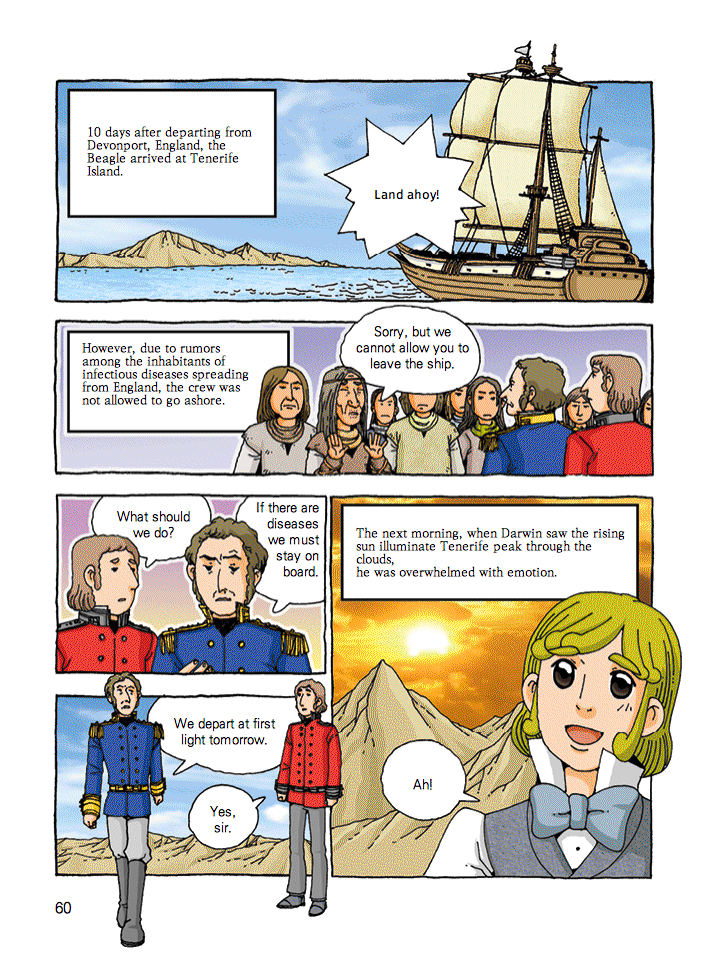 10 days after departing from
Devonport, England, the
Beagle arrived at Tenerife
Island.
Land ahoy!
However, due to rumors
among the inhabitants of
infectious diseases spreading
from England, the crew was
not allowed to go ashore.
Sorry, but we
cannot allow you to
leave the ship.
What should
we do?
If there are
diseases
we must
stay on
board.
The next morning, when Darwin saw the rising
sun illuminate Tenerife peak through the
clouds,
he was overwhelmed with emotion.
We depart at first
light tomorrow.
Yes,
sir.
Ah!
60